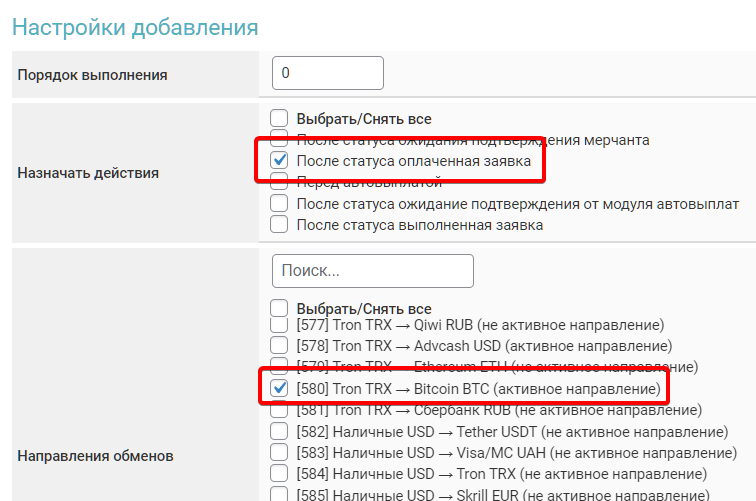 Настройки добавления
Порядок выполнения
0
Назначать действия
Выбрать/Снять все
После статуса ожидания подтверждения мерчанта
После статуса оплаченная заявка
Перед автовыплатой
После статуса ожидание подтверждения от модуля автовыплат
После статуса выполненная заявка
Направления обменов
Поиск...
Выбрать/Снять все
[577] Tron TRX → Qiwi RUB (не активное направление)
[578] Tron TRX → Advcash USD (не активное направление)
[579] Tron TRX → Ethereum ETH (не активное направление)
[580] Tron TRX → Bitcoin BTC (активное направление)
[581] Tron TRX → Сбербанк RUB (не активное направление)
[582] Наличные USD → Tether USDT (не активное направление)
[583] Наличные USD → Visa/MC UAH (не активное направление)
[584] Наличные USD → Tron TRX (не активное направление)
[585] Наличные USD → Skrill EUR (не активное направление)